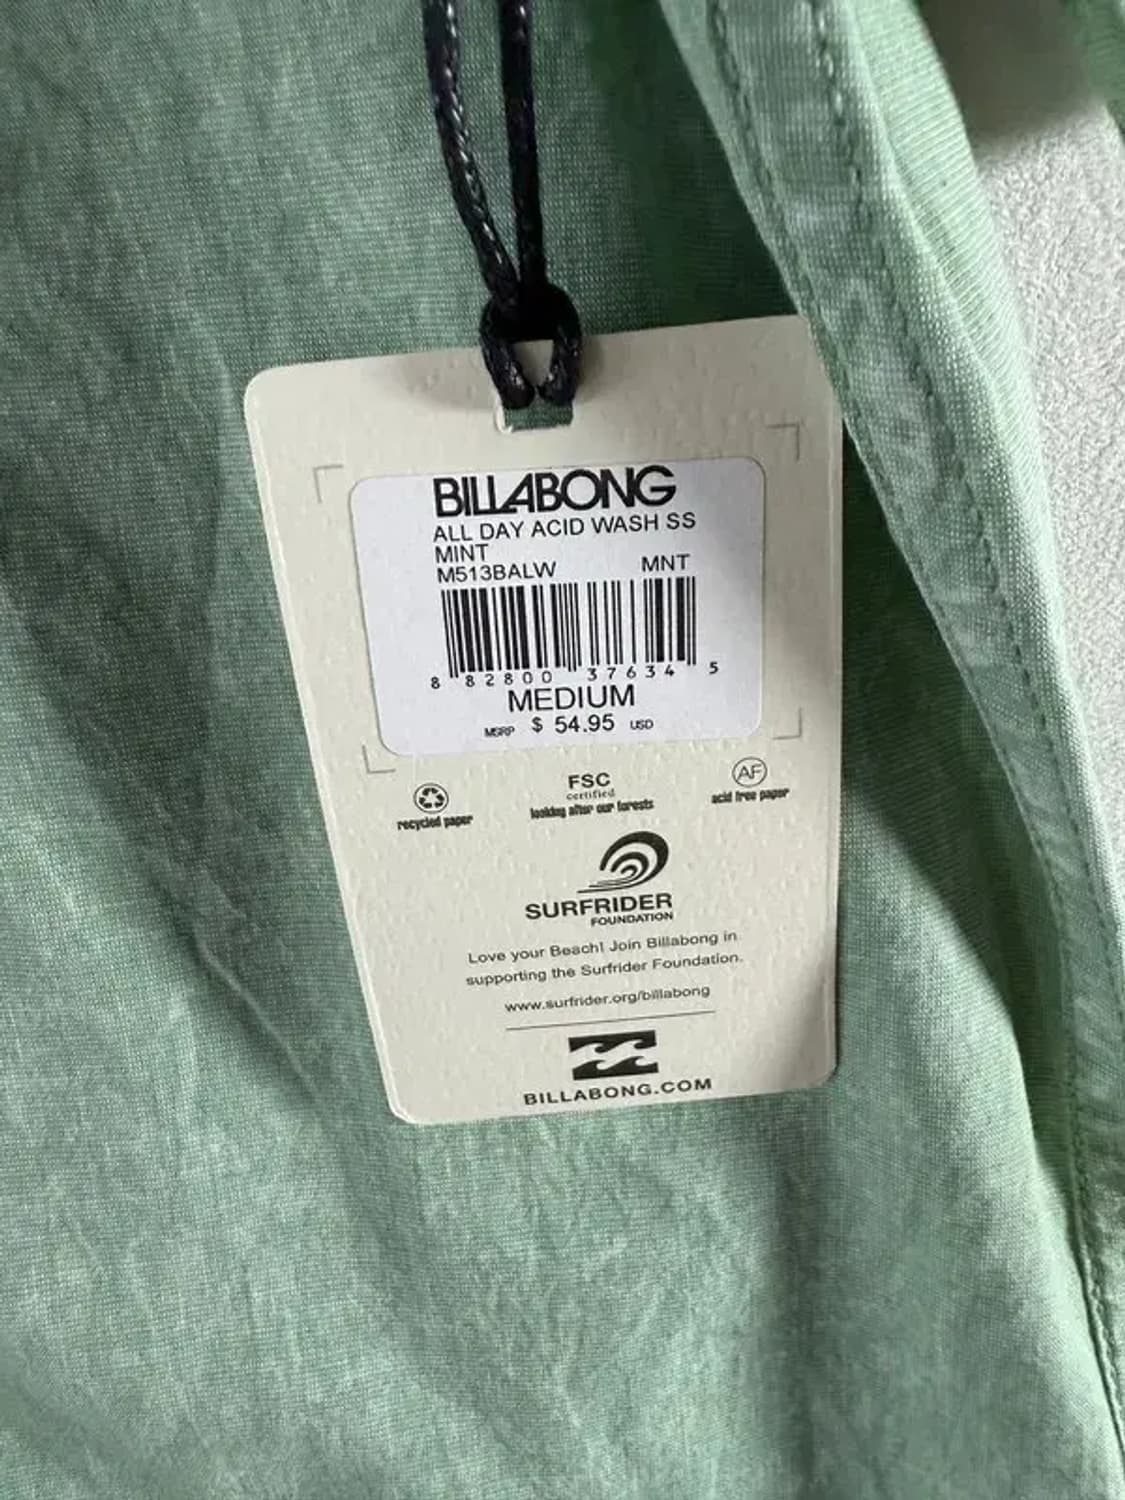 BILLABONG
ALL DAY ACID WASH SS
MINT
M513BALW MNT
8 82800 37634 5
MEDIUM
MSRP $ 54.95 USD
recycled paper
FSC
certified
looking after our forests
AF
acid free paper
SURFRIDER
FOUNDATION
Love your Beach! Join Billabong in
supporting the Surfrider Foundation.
www.surfrider.org/billabong
BILLABONG.COM